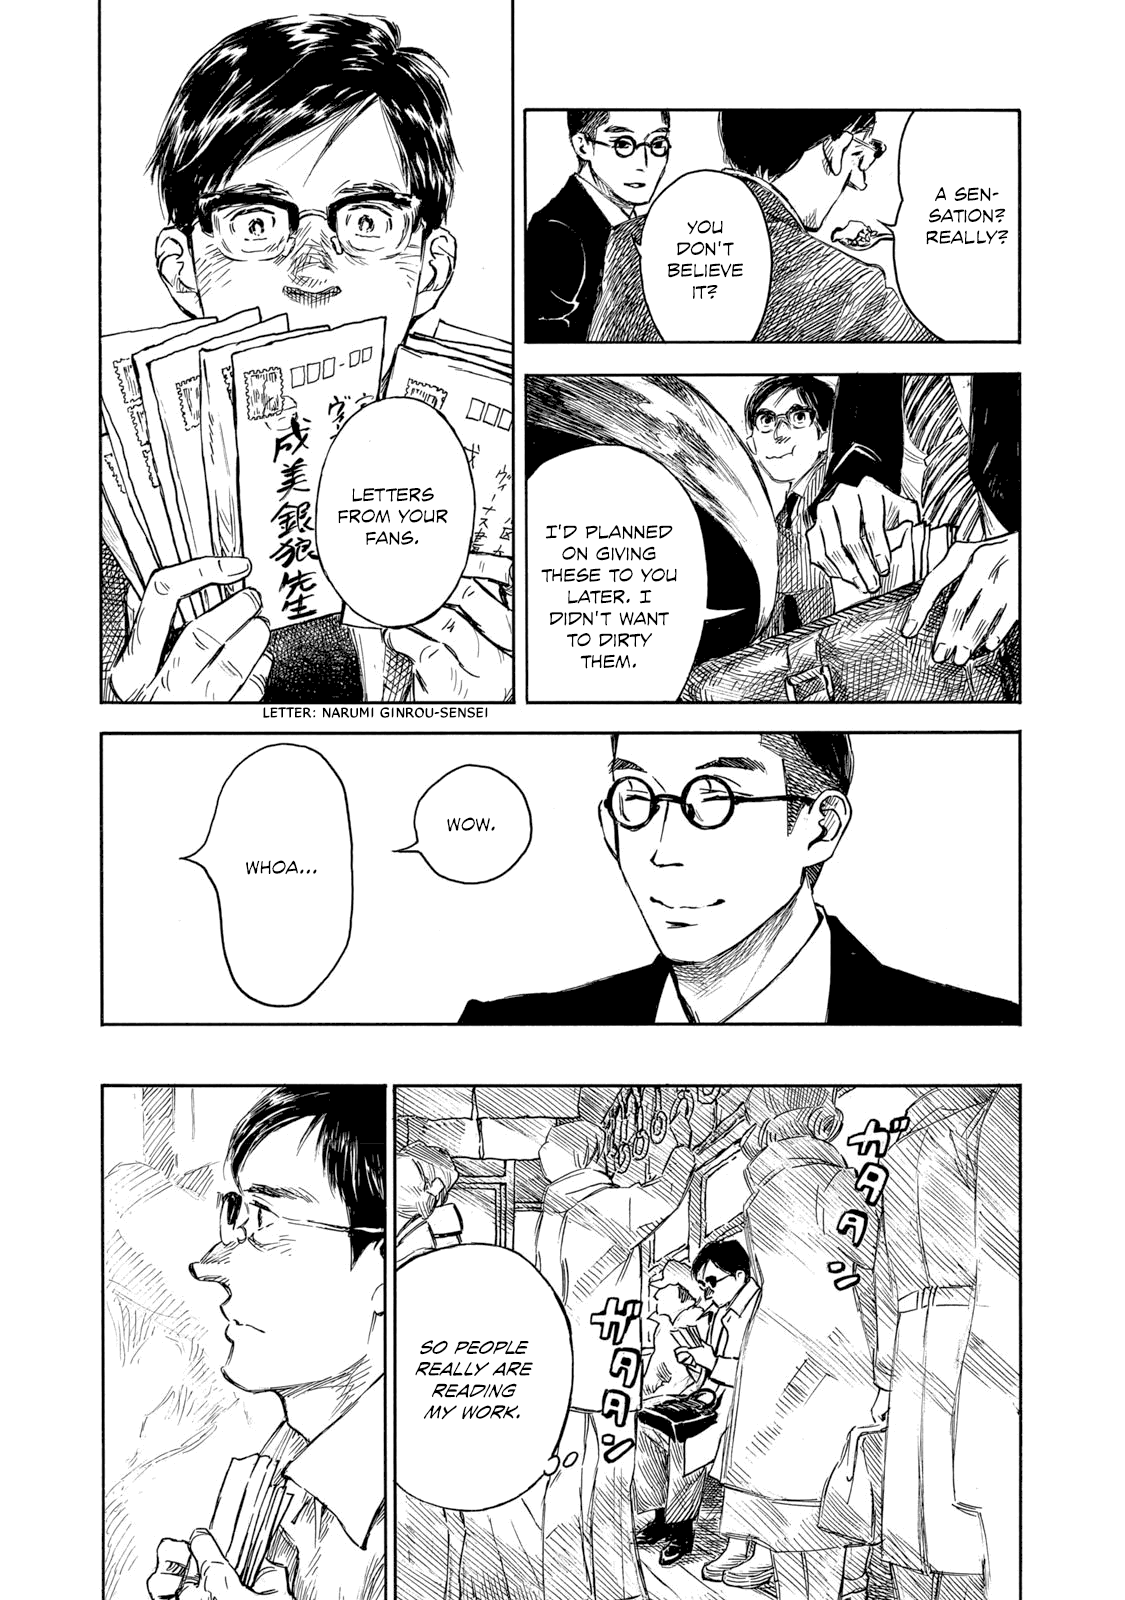 A SEN-
SATION?
REALLY?
YOU
DON'T
BELIEVE
IT?
I'D PLANNED
ON GIVING
THESE TO YOU
LATER. I
DIDN'T WANT
TO DIRTY
THEM.
成美銀狼先生
LETTERS
FROM YOUR
FANS.
LETTER: NARUMI GINROU-SENSEI
WOW.
WHOA...
ガタタン
ガタタン
SO PEOPLE
REALLY ARE
READING
MY WORK.